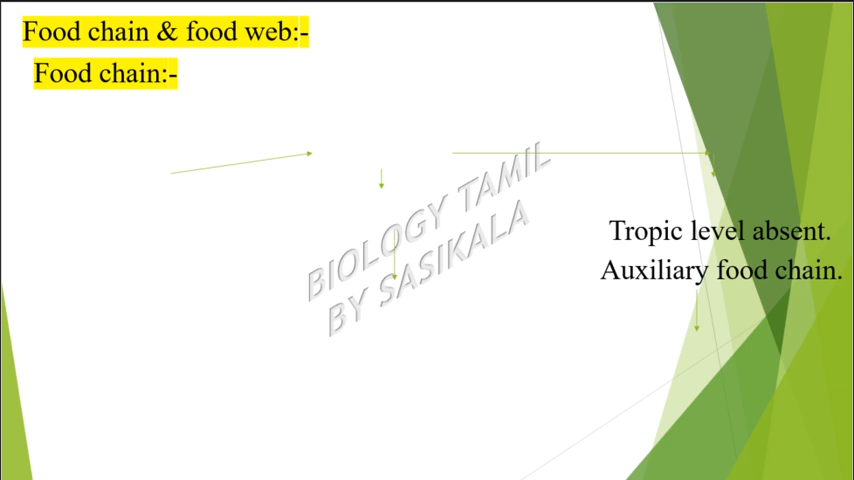 Food chain & food web:-
Food chain:-
BIOLOGY TAMIL
BY SASIKALA
Tropic level absent.
Auxiliary food chain.